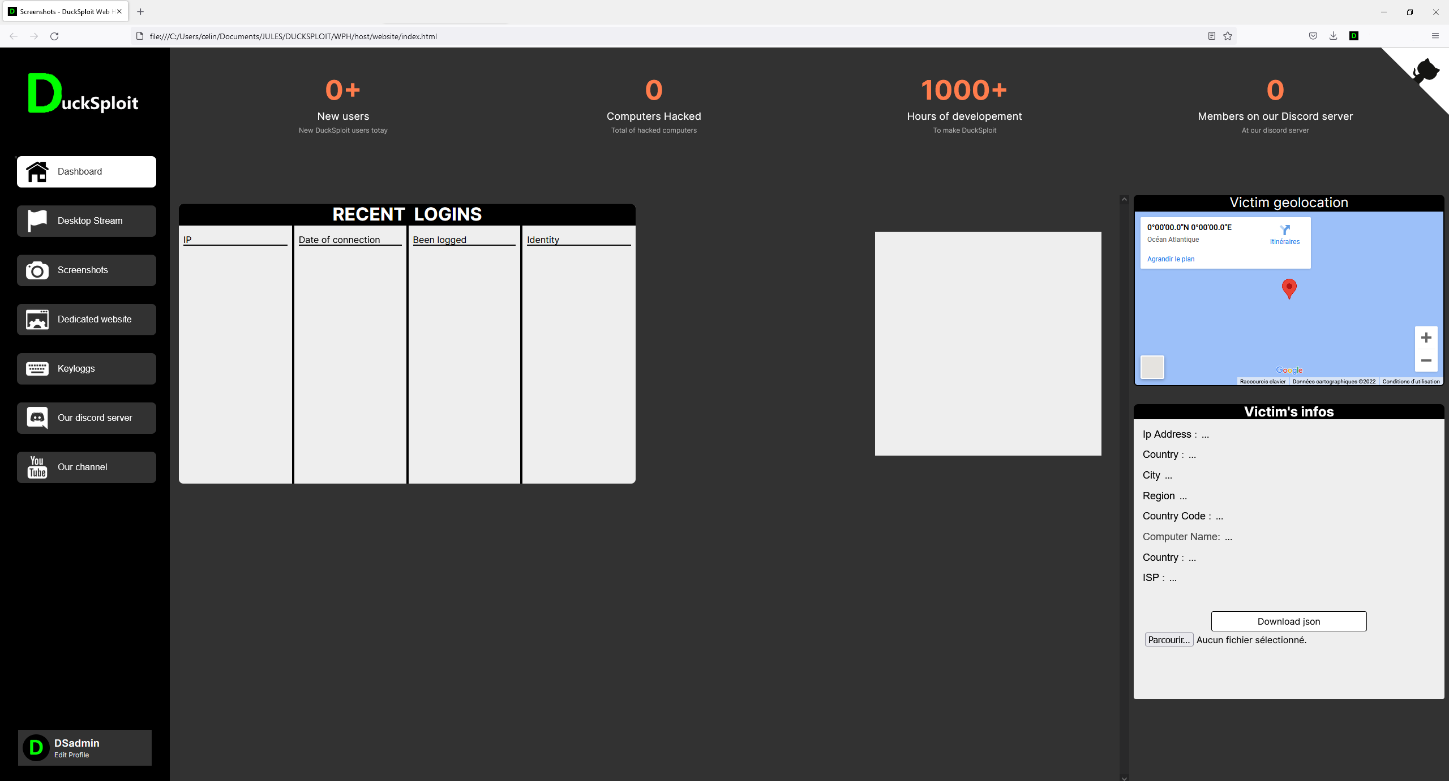 Screenshots - DuckSploit Web H
file:///C:/Users/celin/Documents/JULES/DUCKSPLOIT/WPH/host/website/index.html
DuckSploit
Dashboard
Desktop Stream
Screenshots
Dedicated website
Keyloggs
Our discord server
You
Tube
Our channel
D
DSadmin
Edit Profile
0+
New users
New DuckSploit users totay
0
Computers Hacked
Total of hacked computers
1000+
Hours of developement
To make DuckSploit
0
Members on our Discord server
At our discord server
RECENT LOGINS
IP
Date of connection
Been logged
Identity
Victim geolocation
0°00'00.0"N 0°00'00.0"E
Océan Atlantique
Itinéraires
Agrandir le plan
Google
Raccourcis clavier
Données cartographiques ©2022
Conditions d'utilisation
Victim's infos
Ip Address : ...
Country : ...
City ...
Region ...
Country Code : ...
Computer Name: ...
Country : ...
ISP : ...
Download json
Parcourir... Aucun fichier sélectionné.